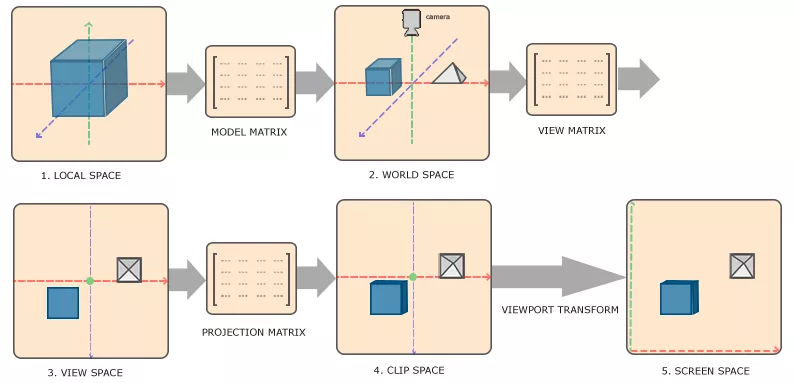 camera
MODEL MATRIX
VIEW MATRIX
1. LOCAL SPACE
2. WORLD SPACE
PROJECTION MATRIX
VIEWPORT TRANSFORM
3. VIEW SPACE
4. CLIP SPACE
5. SCREEN SPACE